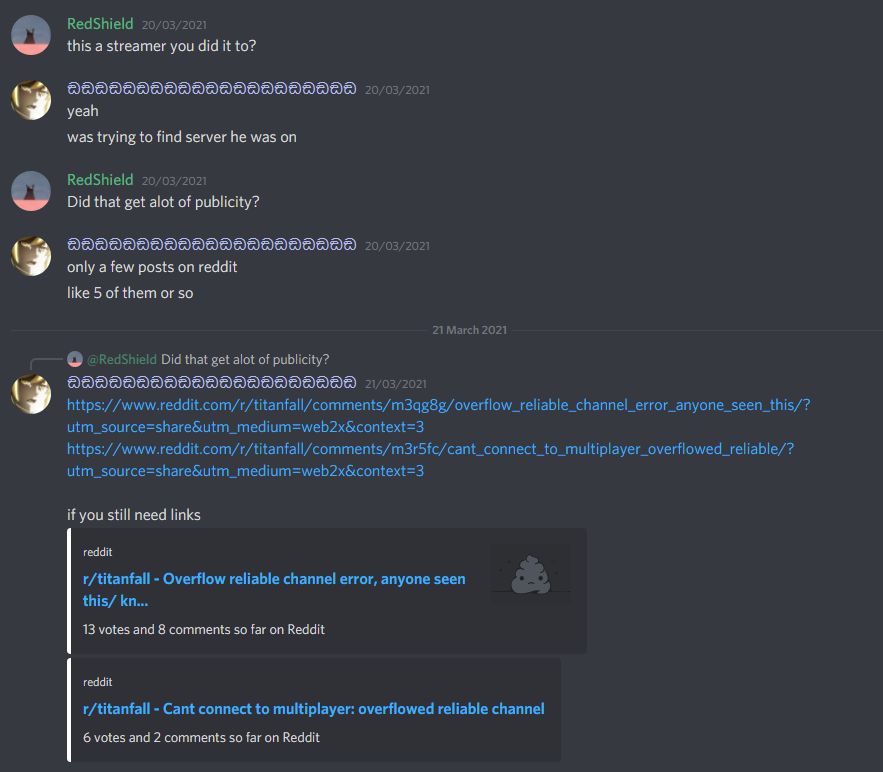 RedShield 20/03/2021
this a streamer you did it to?
20/03/2021
yeah
was trying to find server he was on
RedShield 20/03/2021
Did that get alot of publicity?
20/03/2021
only a few posts on reddit
like 5 of them or so
21 March 2021
@RedShield Did that get alot of publicity?
21/03/2021
https://www.reddit.com/r/titanfall/comments/m3qg8g/overflow_reliable_channel_error_anyone_seen_this/?
utm_source=share&utm_medium=web2x&context=3
https://www.reddit.com/r/titanfall/comments/m3r5fc/cant_connect_to_multiplayer_overflowed_reliable/?
utm_source=share&utm_medium=web2x&context=3
if you still need links
reddit
r/titanfall - Overflow reliable channel error, anyone seen
this/ kn...
13 votes and 8 comments so far on Reddit
reddit
r/titanfall - Cant connect to multiplayer: overflowed reliable channel
6 votes and 2 comments so far on Reddit